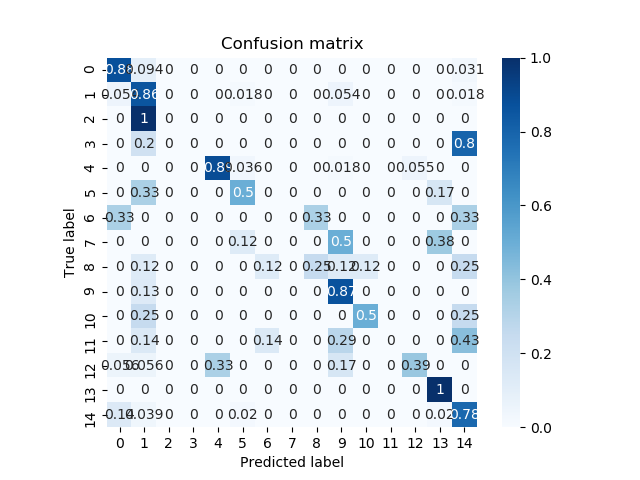 Confusion matrix
0 0.88 0.094 0 0 0 0 0 0 0 0 0 0 0 0 0.031 1.0
1 0.86 0 0 0 0.018 0 0 0 0.054 0 0 0 0 0.018
2 0 1 0 0 0 0 0 0 0 0 0 0 0 0 0
3 0 0.2 0 0 0 0 0 0 0 0 0 0 0 0 0.8 0.8
4 0 0 0 0 0.89 0.036 0 0 0 0.018 0 0 0.055 0 0
5 0 0.33 0 0 0 0.5 0 0 0 0 0 0 0 0.17 0
6 0.33 0 0 0 0 0 0 0 0.33 0 0 0 0 0 0.33 0.6
7 0 0 0 0 0 0.12 0 0 0 0.5 0 0 0 0.38 0
8 0 0.12 0 0 0 0 0.12 0 0.25 0.12 0.12 0 0 0 0.25
9 0 0.13 0 0 0 0 0 0 0 0.87 0 0 0 0 0 0.4
10 0 0.25 0 0 0 0 0 0 0 0 0.5 0 0 0 0.25
11 0 0.14 0 0 0 0 0.14 0 0 0.29 0 0 0 0 0.43
12 0.056 0.056 0 0 0.33 0 0 0 0 0.17 0 0 0.39 0 0 0.2
13 0 0 0 0 0 0 0 0 0 0 0 0 0 1 0
14 0.14 0.039 0 0 0 0.02 0 0 0 0 0 0 0 0.02 0.78 0.0
0 1 2 3 4 5 6 7 8 9 10 11 12 13 14
True label
Predicted label